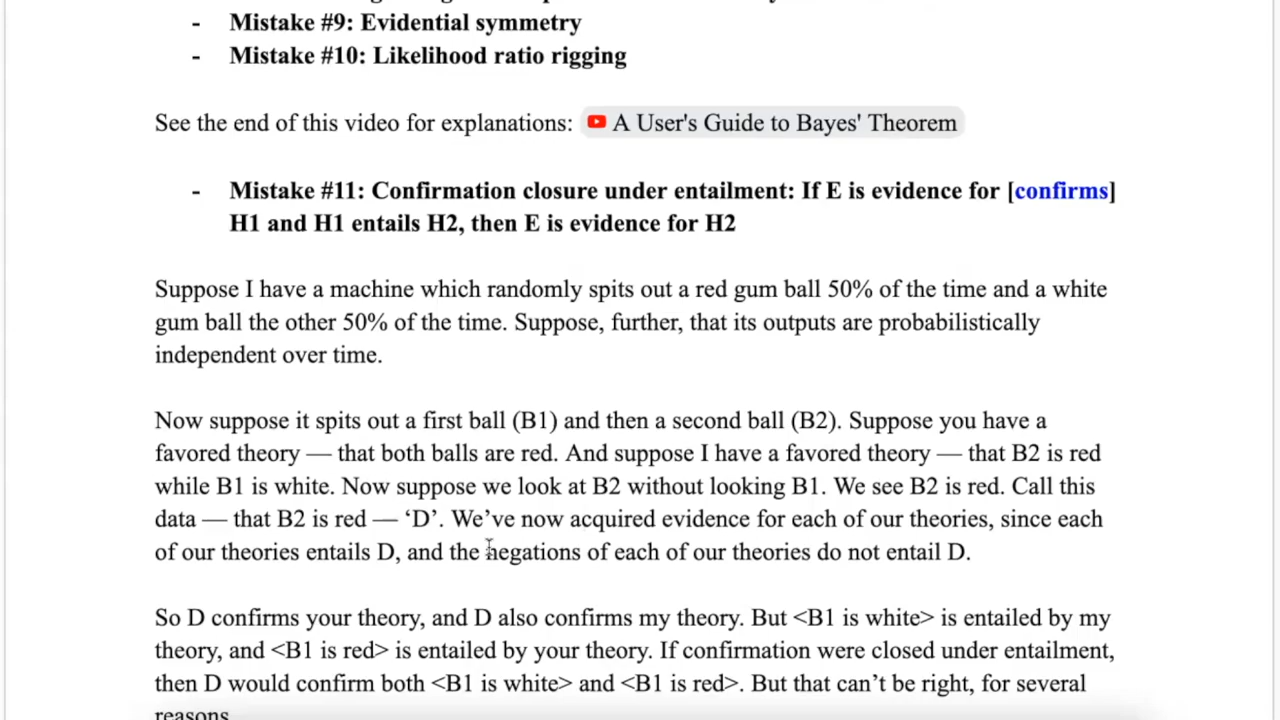 - Mistake #9: Evidential symmetry
- Mistake #10: Likelihood ratio rigging
See the end of this video for explanations: A User's Guide to Bayes' Theorem
- Mistake #11: Confirmation closure under entailment: If E is evidence for [confirms]
H1 and H1 entails H2, then E is evidence for H2
Suppose I have a machine which randomly spits out a red gum ball 50% of the time and a white
gum ball the other 50% of the time. Suppose, further, that its outputs are probabilistically
independent over time.
Now suppose it spits out a first ball (B1) and then a second ball (B2). Suppose you have a
favored theory — that both balls are red. And suppose I have a favored theory — that B2 is red
while B1 is white. Now suppose we look at B2 without looking B1. We see B2 is red. Call this
data — that B2 is red — ‘D’. We’ve now acquired evidence for each of our theories, since each
of our theories entails D, and the negations of each of our theories do not entail D.
So D confirms your theory, and D also confirms my theory. But <B1 is white> is entailed by my
theory, and <B1 is red> is entailed by your theory. If confirmation were closed under entailment,
then D would confirm both <B1 is white> and <B1 is red>. But that can’t be right, for several
reasons